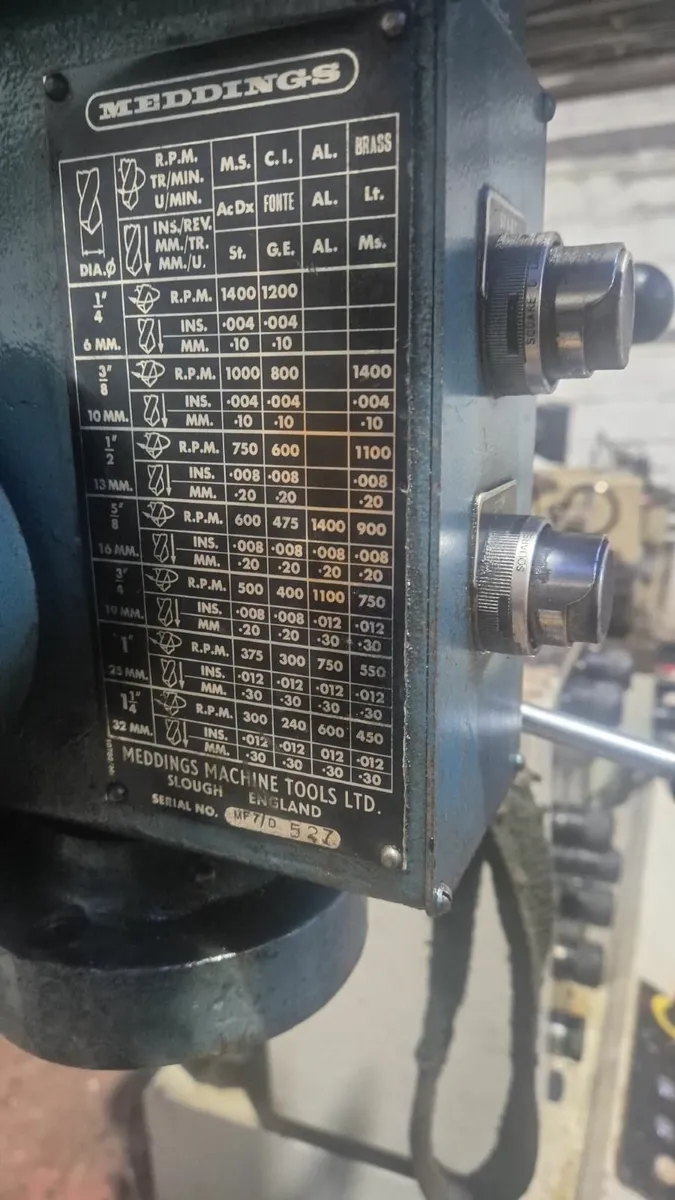 MEDDINGS
DIA.Ø R.P.M. TR/MIN. U/MIN. M.S. C.I. AL. BRASS
AcDx FONTE AL. Lt.
INS./REV. MM./TR. MM./U. St. G.E. AL. Ms.
1/4" R.P.M. 1400 1200
INS. .004 .004
6 MM. MM. .10 .10
3/8" R.P.M. 1000 800 1400
INS. .004 .004 .004
10 MM. MM. .10 .10 .10
1/2" R.P.M. 750 600 1100
INS. .008 .008 .008
13 MM. MM. .20 .20 .20
5/8" R.P.M. 600 475 1400 900
INS. .008 .008 .008 .008
16 MM. MM. .20 .20 .20 .20
3/4" R.P.M. 500 400 1100 750
INS. .008 .008 .012 .012
19 MM. MM .20 .20 .30 .30
1" R.P.M. 375 300 750 550
INS. .012 .012 .012 .012
25 MM. MM. .30 .30 .30 .30
1 1/4" R.P.M. 300 240 600 450
INS. .012 .012 012 .012
32 MM. MM. .30 .30 .30 .30
MEDDINGS MACHINE TOOLS LTD.
SLOUGH ENGLAND
SERIAL NO. MF7/D 527
SQUARE D
SQUARE